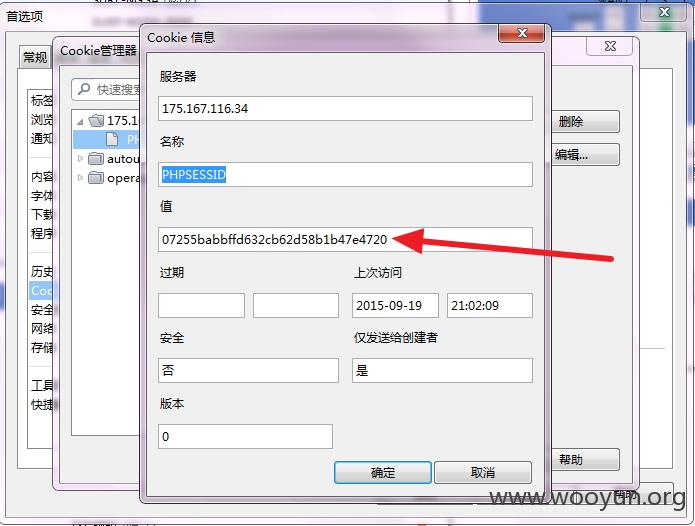 首选项
常规
Cookie管理器
Cookie 信息
快速搜索
服务器
175.167.116.34
标签
浏览
通知
175.1
PH
autou
opera
删除
编辑...
名称
PHPSESSID
内容
字体
下载
程序
值
07255babbffd632cb62d58b1b47e4720
过期
上次访问
2015-09-19
21:02:09
历史
Coo
安全
网络
存储
安全
仅发送给创建者
否
是
工具
快捷
版本
0
确定
取消
帮助
帮助
www.wooyun.org